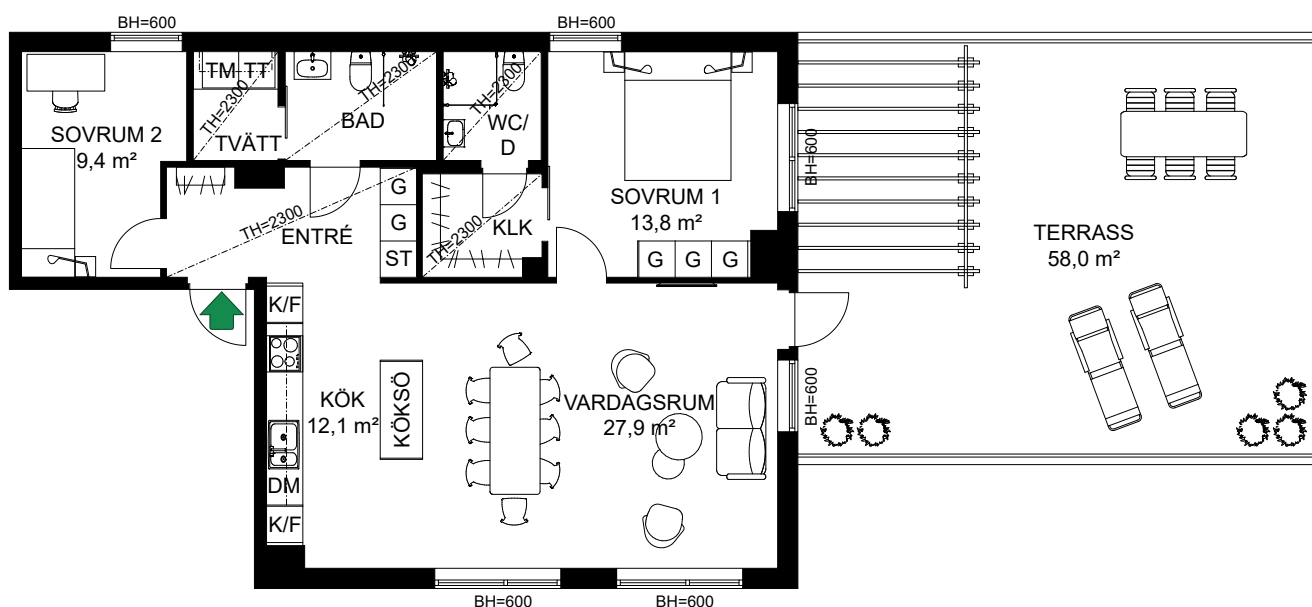 BH=600
BH=600
TM TT
TH=2300
TVÄTT
TH=2300
BAD
TH=2300
WC/
D
SOVRUM 2
9,4 m²
SOVRUM 1
13,8 m²
BH=600
G
G
ST
TH=2300
ENTRÉ
TH=2300
KLK
G
G
G
TERRASS
58,0 m²
K/F
KÖK
12,1 m²
KÖKSÖ
VARDAGSRUM
27,9 m²
BH=600
DM
K/F
BH=600
BH=600